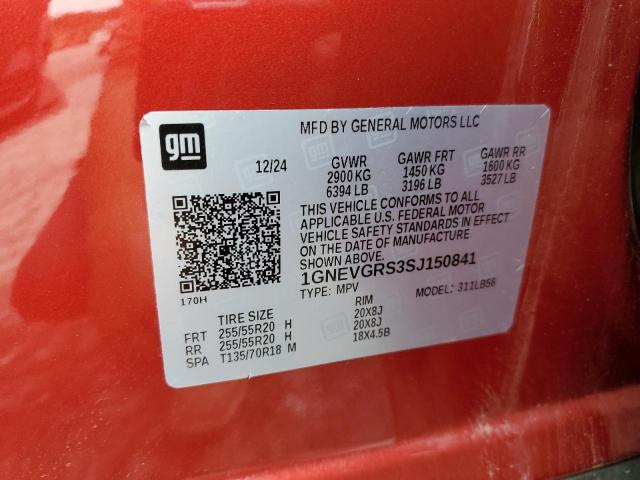 gm
MFD BY GENERAL MOTORS LLC
12/24 GVWR GAWR FRT GAWR RR
2900 KG 1450 KG 1600 KG
6394 LB 3196 LB 3527 LB
THIS VEHICLE CONFORMS TO ALL
APPLICABLE U.S. FEDERAL MOTOR
VEHICLE SAFETY STANDARDS IN EFFECT
ON THE DATE OF MANUFACTURE
SHOWN ABOVE.
1GNEVGRS3SJ150841
170H
TYPE: MPV MODEL: 311LB56
TIRE SIZE RIM
FRT 255/55R20 H 20X8J
RR 255/55R20 H 20X8J
SPA T135/70R18 M 18X4.5B